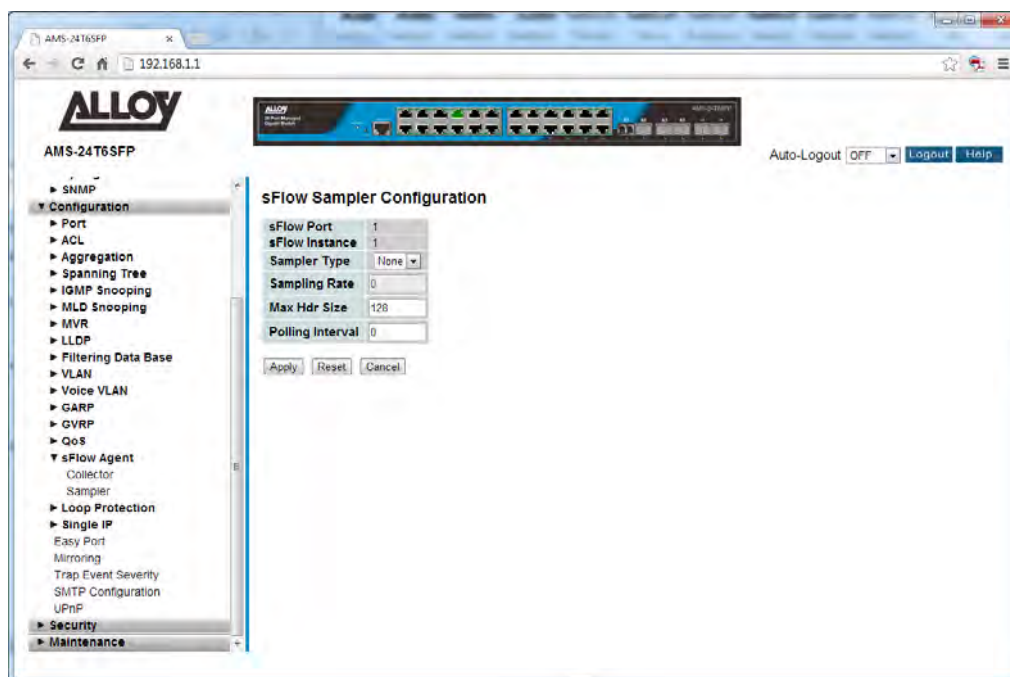 AMS-24T6SFP
192.168.1.1
ALLOY
ALLOY
AMS-24T6SFP
Auto-Logout OFF Logout Help
SNMP
Configuration
Port
ACL
Aggregation
Spanning Tree
IGMP Snooping
MLD Snooping
MVR
LLDP
Filtering Data Base
VLAN
Voice VLAN
GARP
GVRP
QoS
sFlow Agent
Collector
Sampler
Loop Protection
Single IP
Easy Port
Mirroring
Trap Event Severity
SMTP Configuration
UPnP
Security
Maintenance
sFlow Sampler Configuration
sFlow Port 1
sFlow Instance 1
Sampler Type None
Sampling Rate 0
Max Hdr Size 128
Polling Interval 0
Apply Reset Cancel